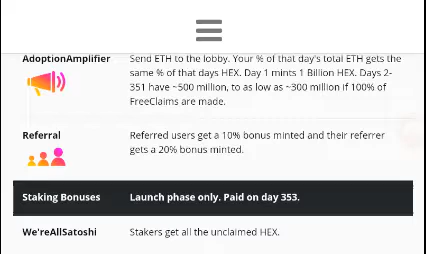 AdoptionAmplifier
Send ETH to the lobby. Your % of that day's total ETH gets the
same % of that days HEX. Day 1 mints 1 Billion HEX. Days 2-
351 have ~500 million, to as low as ~300 million if 100% of
FreeClaims are made.
Referral
Referred users get a 10% bonus minted and their referrer
gets a 20% bonus minted.
Staking Bonuses
Launch phase only. Paid on day 353.
We'reAllSatoshi
Stakers get all the unclaimed HEX.